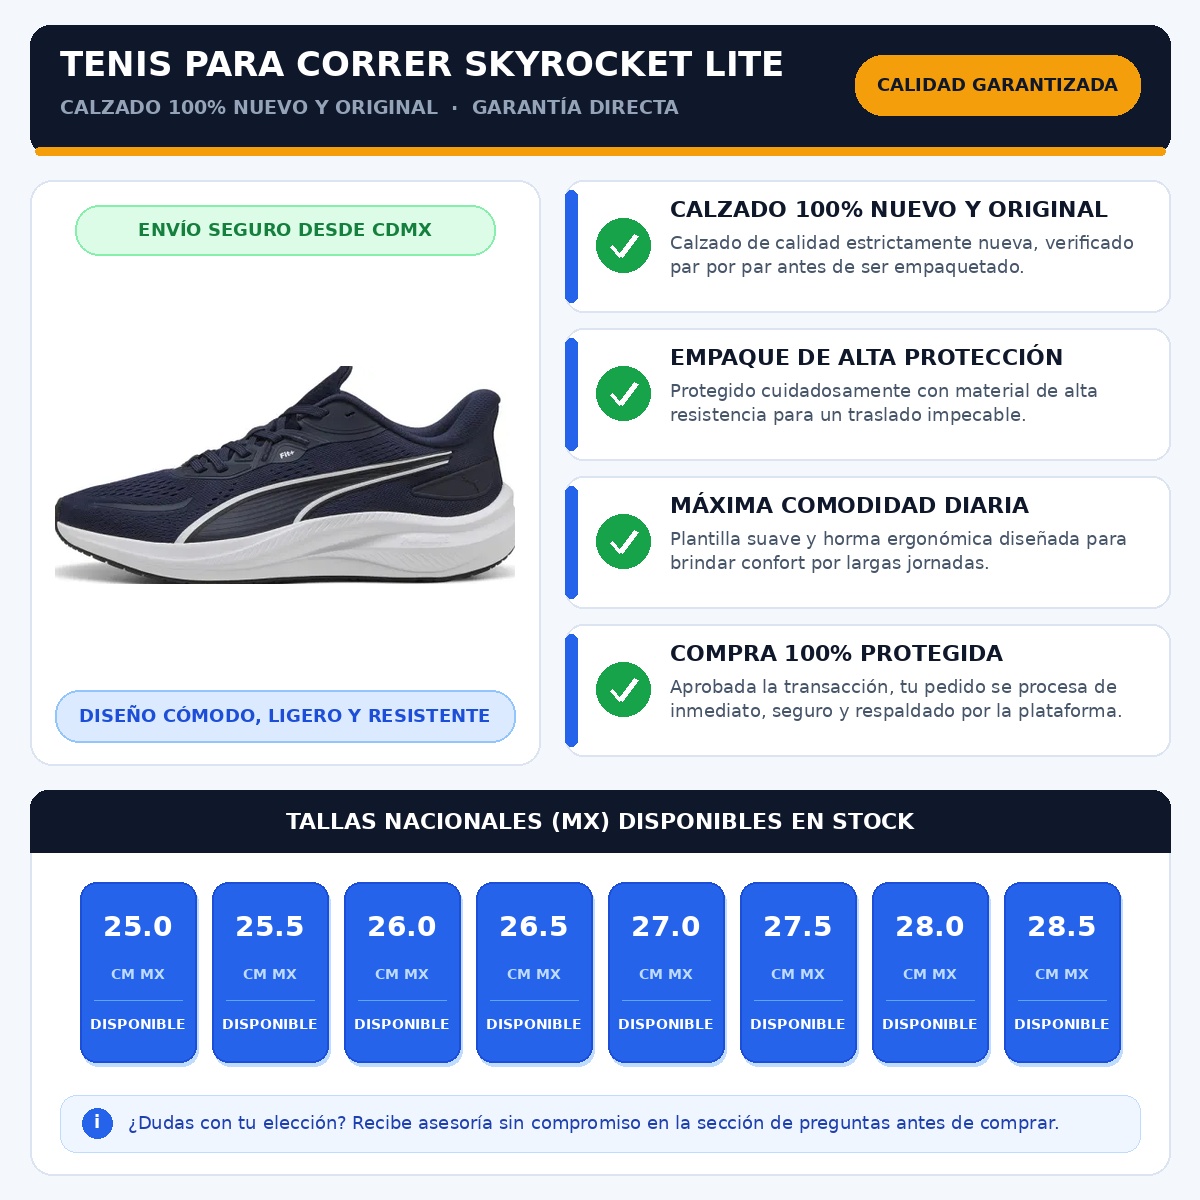 TENIS PARA CORRER SKYROCKET LITE
CALZADO 100% NUEVO Y ORIGINAL · GARANTÍA DIRECTA
CALIDAD GARANTIZADA
ENVÍO SEGURO DESDE CDMX
Fit+
DISEÑO CÓMODO, LIGERO Y RESISTENTE
CALZADO 100% NUEVO Y ORIGINAL
Calzado de calidad estrictamente nueva, verificado
par por par antes de ser empaquetado.
EMPAQUE DE ALTA PROTECCIÓN
Protegido cuidadosamente con material de alta
resistencia para un traslado impecable.
MÁXIMA COMODIDAD DIARIA
Plantilla suave y horma ergonómica diseñada para
brindar confort por largas jornadas.
COMPRA 100% PROTEGIDA
Aprobada la transacción, tu pedido se procesa de
inmediato, seguro y respaldado por la plataforma.
TALLAS NACIONALES (MX) DISPONIBLES EN STOCK
25.0 25.5 26.0 26.5 27.0 27.5 28.0 28.5
CM MX CM MX CM MX CM MX CM MX CM MX CM MX CM MX
DISPONIBLE DISPONIBLE DISPONIBLE DISPONIBLE DISPONIBLE DISPONIBLE DISPONIBLE DISPONIBLE
i ¿Dudas con tu elección? Recibe asesoría sin compromiso en la sección de preguntas antes de comprar.